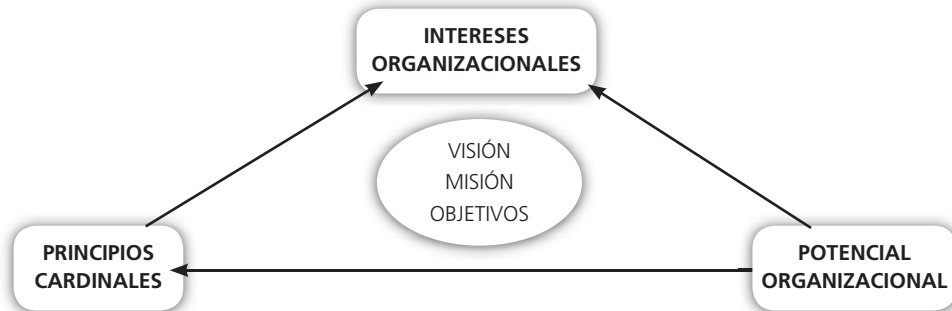 INTERESES
ORGANIZACIONALES
VISIÓN
MISIÓN
OBJETIVOS
PRINCIPIOS
CARDINALES
POTENCIAL
ORGANIZACIONAL